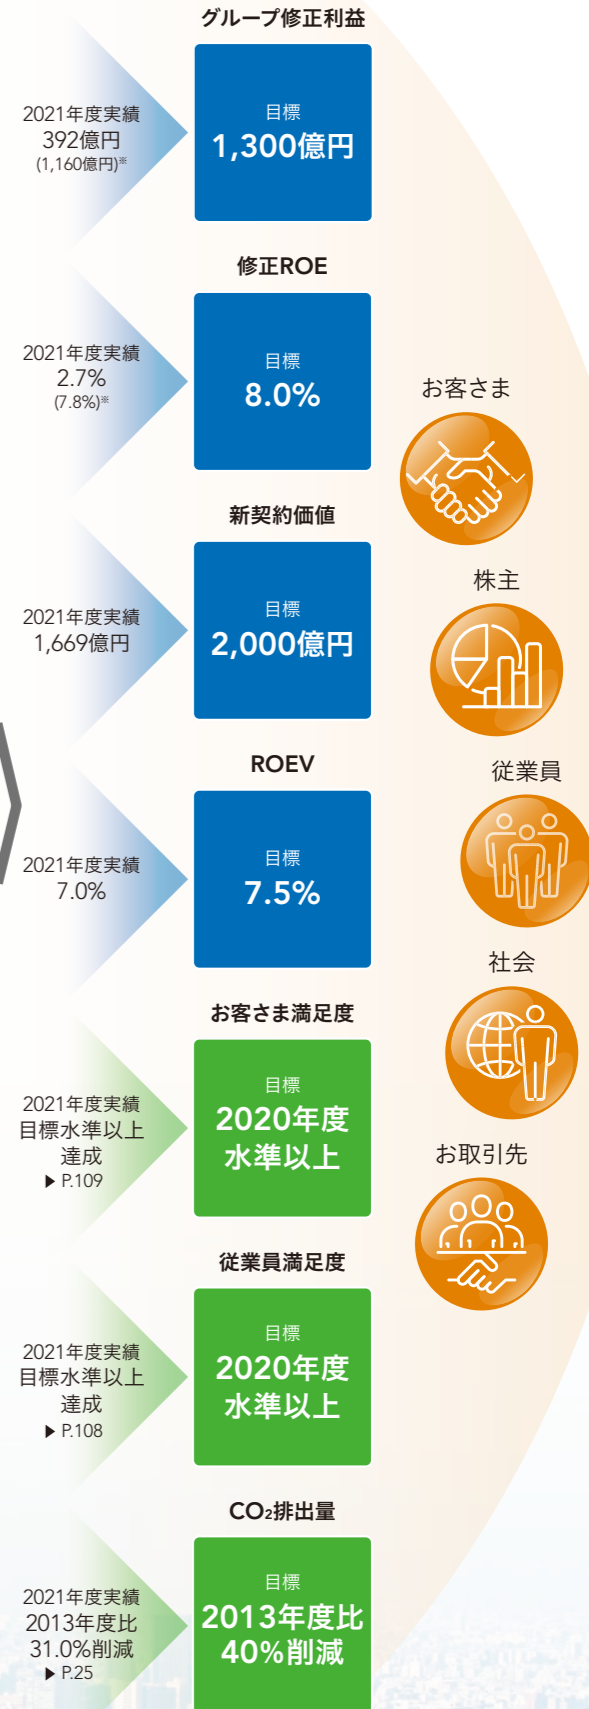 グループ修正利益
2021年度実績
392億円
(1,160億円)※
目標
1,300億円
修正ROE
2021年度実績
2.7%
(7.8%)※
目標
8.0%
新契約価値
2021年度実績
1,669億円
目標
2,000億円
ROEV
2021年度実績
7.0%
目標
7.5%
お客さま満足度
2021年度実績
目標水準以上
達成
▶ P.109
目標
2020年度
水準以上
従業員満足度
2021年度実績
目標水準以上
達成
▶ P.108
目標
2020年度
水準以上
CO₂排出量
2021年度実績
2013年度比
31.0%削減
▶ P.25
目標
2013年度比
40%削減
お客さま
株主
従業員
社会
お取引先